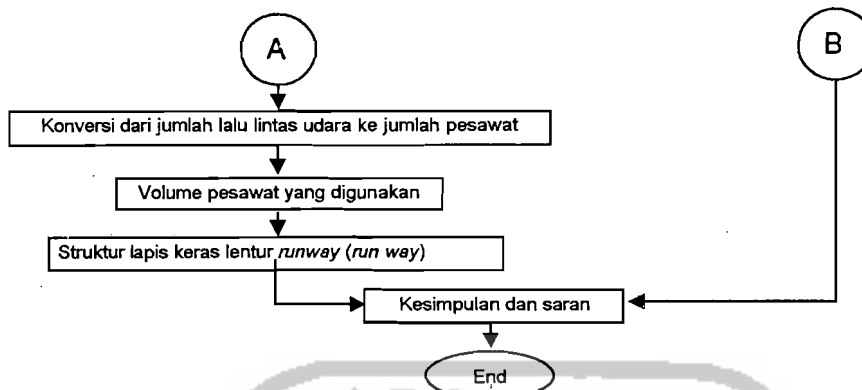 A
B
Konversi dari jumlah lalu lintas udara ke jumlah pesawat
Volume pesawat yang digunakan
Struktur lapis keras lentur runway (run way)
Kesimpulan dan saran
End